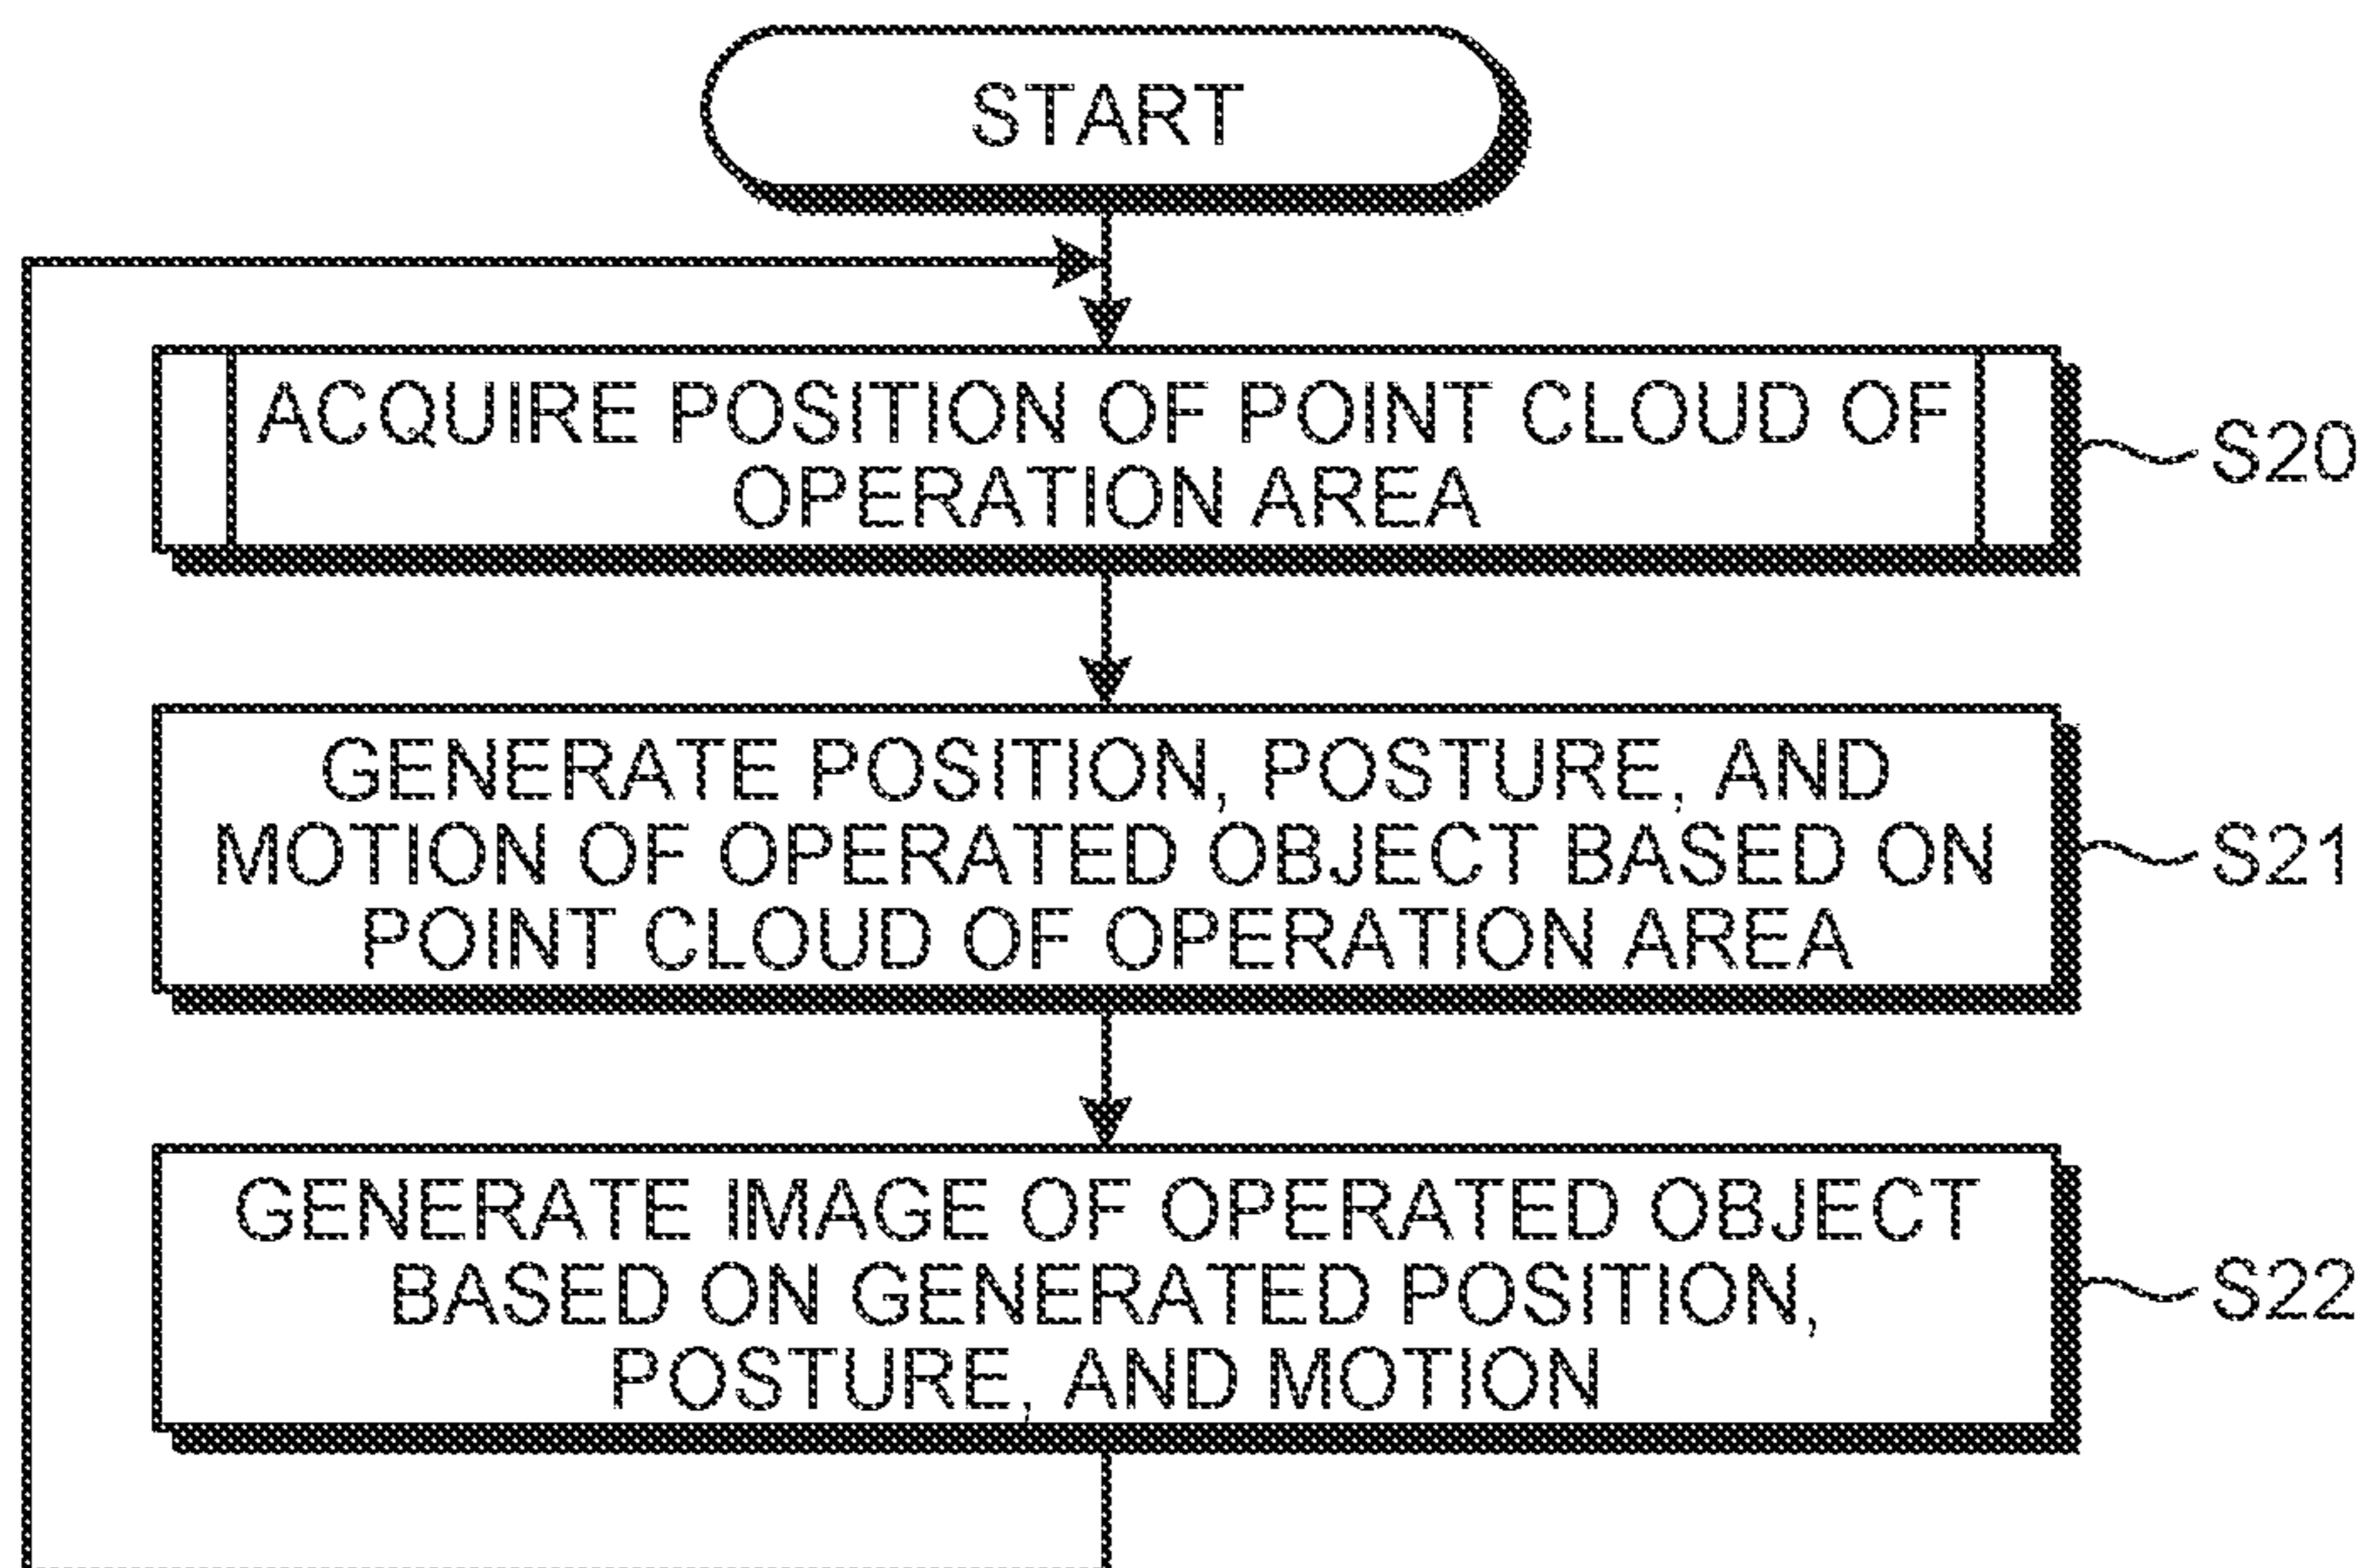 START
ACQUIRE POSITION OF POINT CLOUD OF
OPERATION AREA
S20
GENERATE POSITION, POSTURE, AND
MOTION OF OPERATED OBJECT BASED ON
POINT CLOUD OF OPERATION AREA
S21
GENERATE IMAGE OF OPERATED OBJECT
BASED ON GENERATED POSITION,
POSTURE, AND MOTION
S22